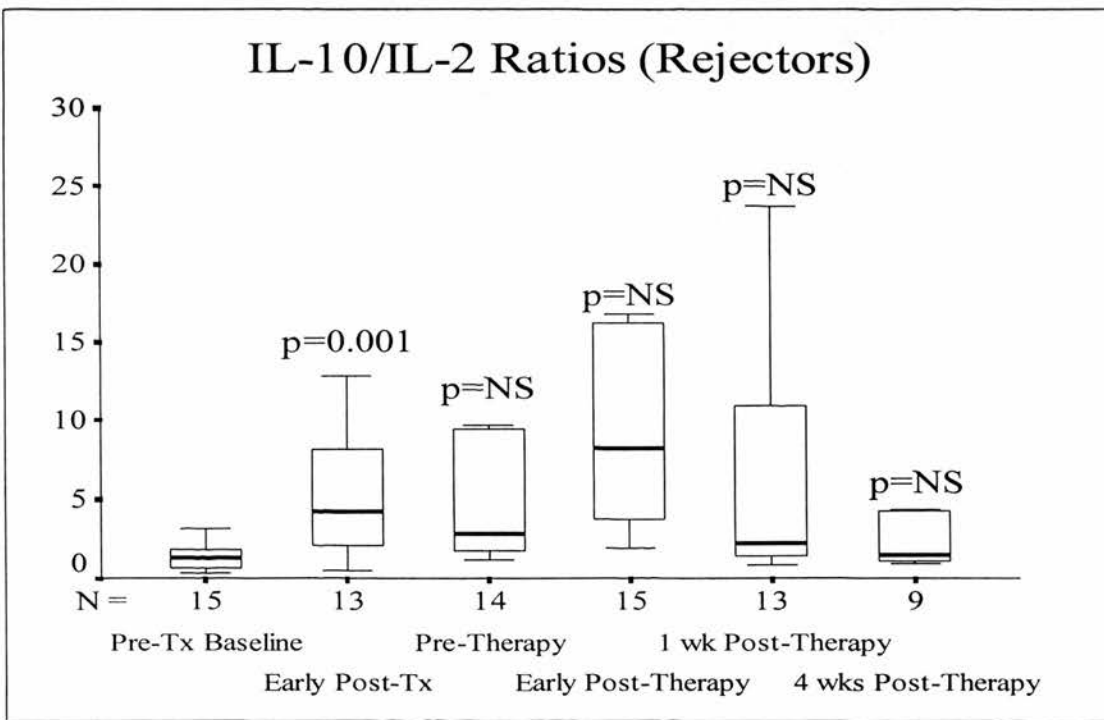 IL-10/IL-2 Ratios (Rejectors)
30
25
20
15
10
5
0
p=0.001
p=NS
p=NS
p=NS
p=NS
N = 15 13 14 15 13 9
Pre-Tx Baseline Pre-Therapy 1 wk Post-Therapy
Early Post-Tx Early Post-Therapy 4 wks Post-Therapy